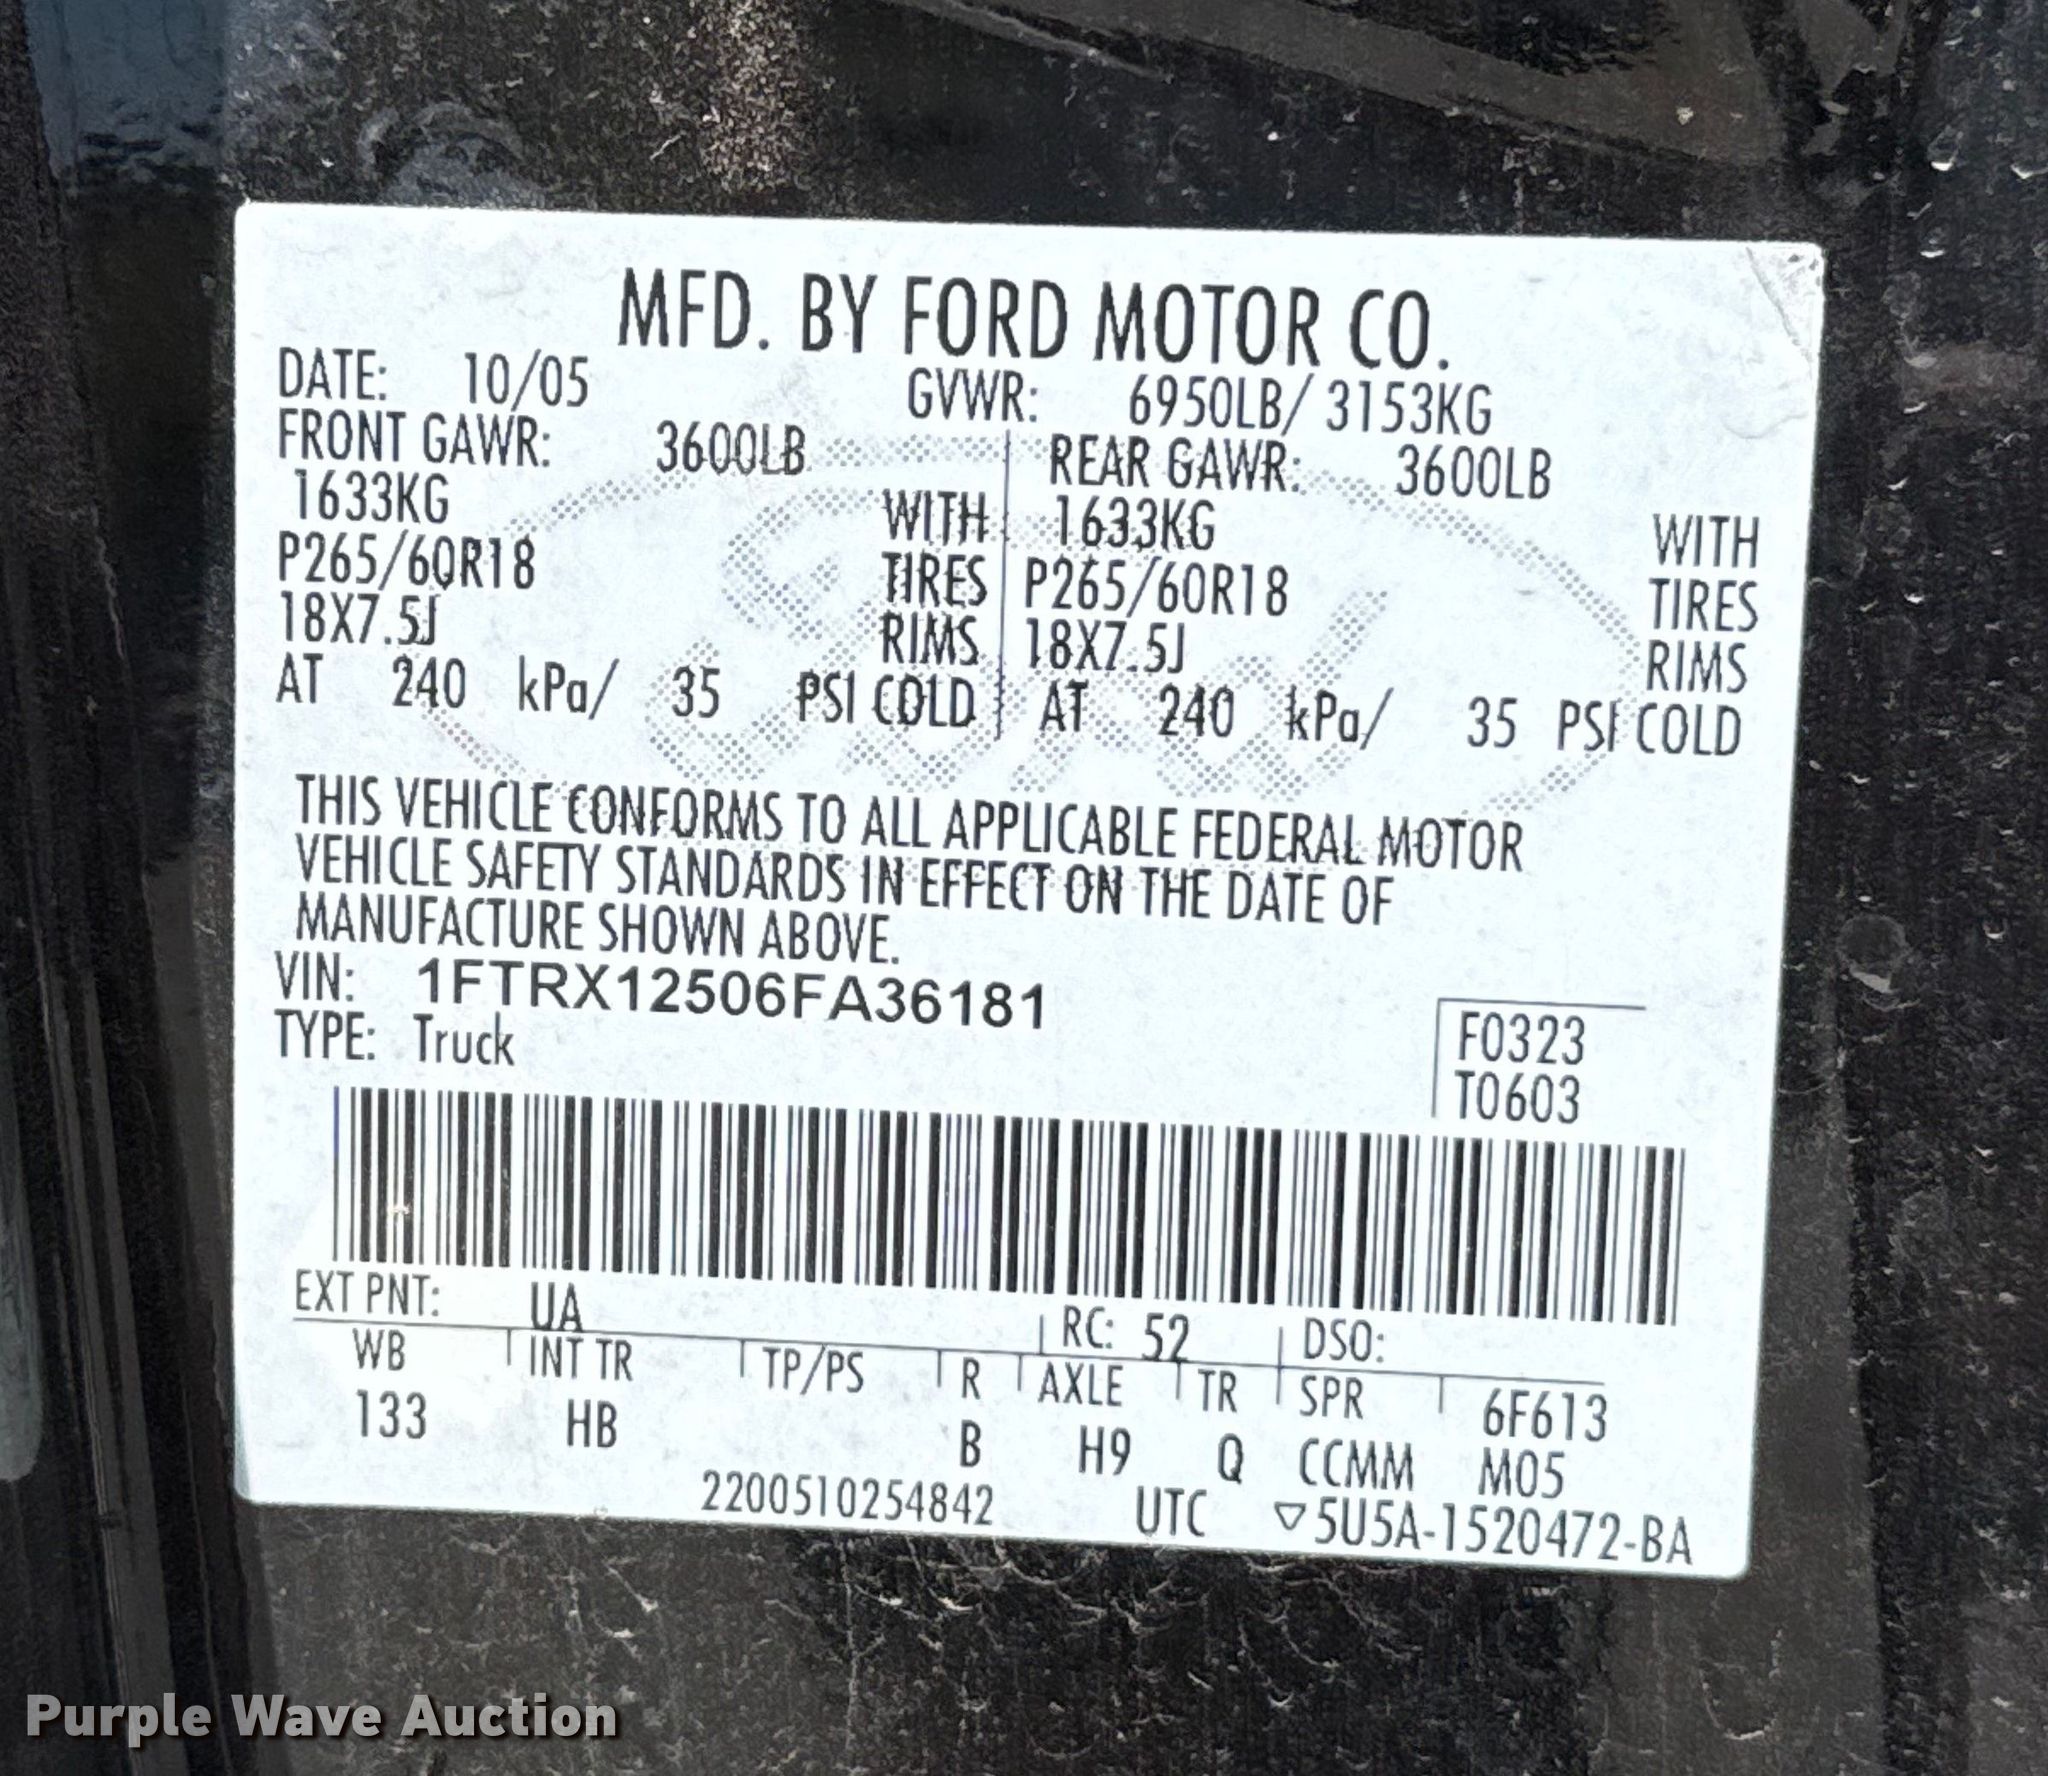 MFD. BY FORD MOTOR CO.
DATE: 10/05 GVWR: 6950LB/ 3153KG
FRONT GAWR: 3600LB REAR GAWR: 3600LB
1633KG WITH 1633KG WITH
P265/60R18 TIRES P265/60R18 TIRES
18X7.5J RIMS 18X7.5J RIMS
AT 240 kPa/ 35 PSI COLD AT 240 kPa/ 35 PSI COLD
THIS VEHICLE CONFORMS TO ALL APPLICABLE FEDERAL MOTOR
VEHICLE SAFETY STANDARDS IN EFFECT ON THE DATE OF
MANUFACTURE SHOWN ABOVE.
VIN: 1FTRX12506FA36181
TYPE: Truck
F0323
T0603
EXT PNT: UA RC: 52 DSO:
WB INT TR TP/PS R AXLE TR SPR 6F613
133 HB B H9 Q CCMM M05
2200510254842 UTC ▽5U5A-1520472-BA
Purple Wave Auction